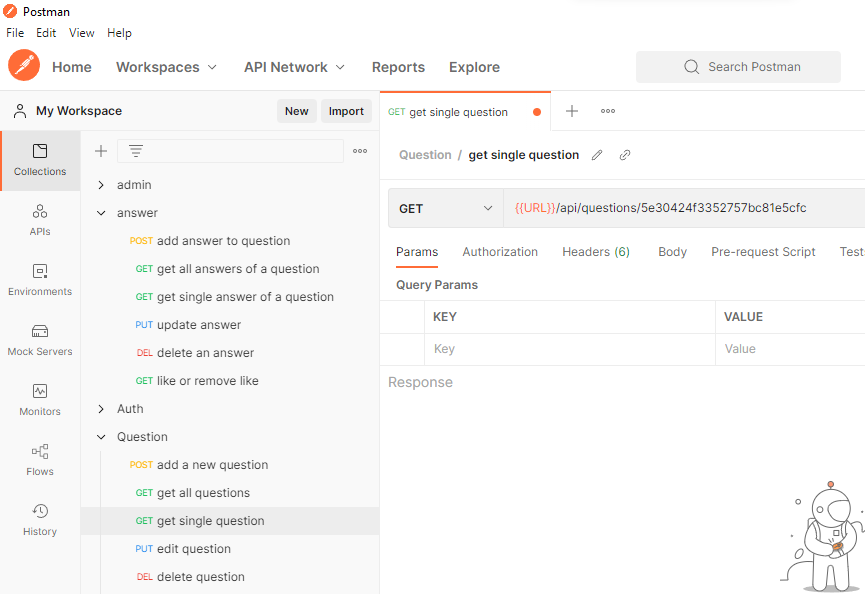 Postman
File Edit View Help
Home Workspaces API Network Reports Explore Search Postman
My Workspace New Import
GET get single question
Collections
APIs
Environments
Mock Servers
Monitors
Flows
History
admin
answer
POST add answer to question
GET get all answers of a question
GET get single answer of a question
PUT update answer
DEL delete an answer
GET like or remove like
Auth
Question
POST add a new question
GET get all questions
GET get single question
PUT edit question
DEL delete question
Question / get single question
GET {{URL}}/api/questions/5e30424f3352757bc81e5cfc
Params Authorization Headers (6) Body Pre-request Script Tests
Query Params
KEY VALUE
Key Value
Response